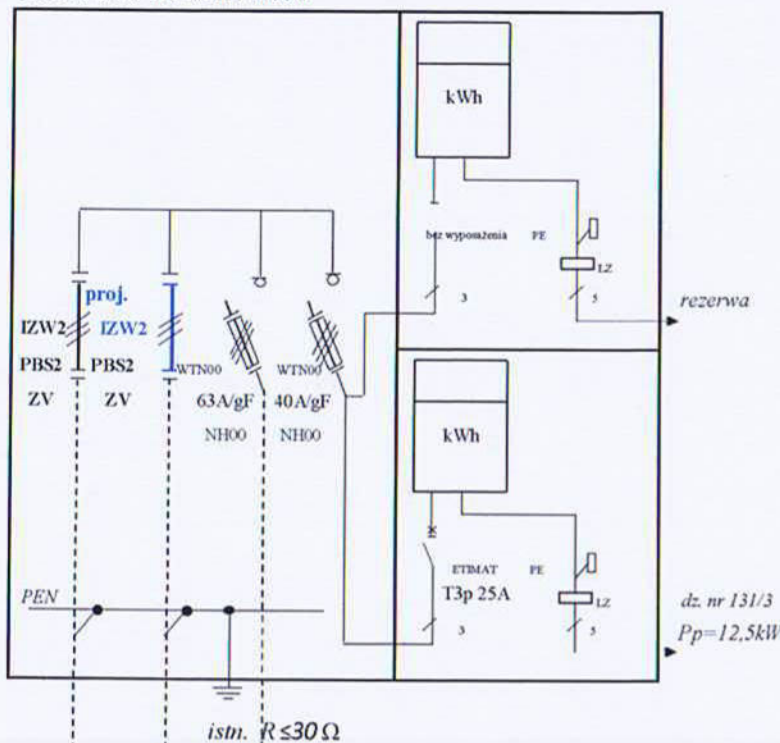 kWh
bez wyposażenia PE
LZ
3 5
rezerwa
proj.
IZW2 IZW2
PBS2 PBS2
ZV ZV
WTN00 WTN00
63A/gF 40A/gF
NH00 NH00
kWh
ETIMAT PE
T3p 25A
LZ
3 5
dz. nr 131/3
Pp=12,5kW
PEN
istn. R≤30 Ω